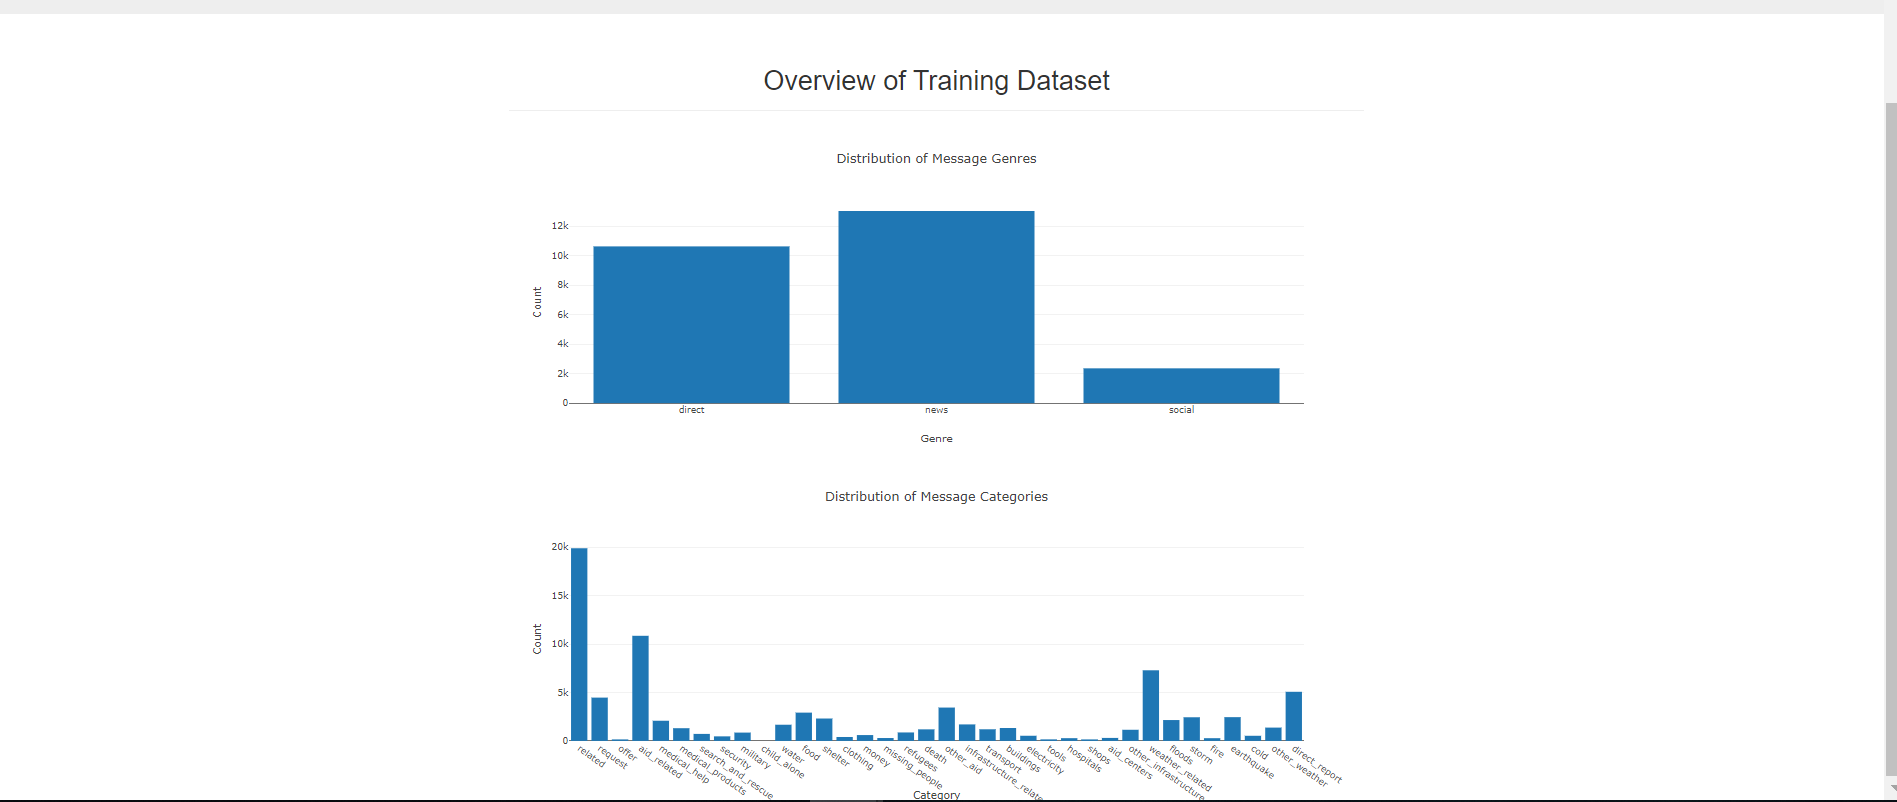 Overview of Training Dataset
Distribution of Message Genres
12k
10k
8k
6k
4k
2k
0
Count
direct
news
social
Genre
Distribution of Message Categories
20k
15k
10k
5k
0
Count
related
request
offer
aid_related
medical_help
medical_products
search_and_rescue
security
military
child_alone
water
food
shelter
clothing
money
missing_people
refugees
death
other_aid
infrastructure_relate
transport
buildings
electricity
tools
hospitals
shops
aid_centers
other_infrastructure
weather_related
floods
storm
fire
earthquake
cold
other_weather
direct_report
Category